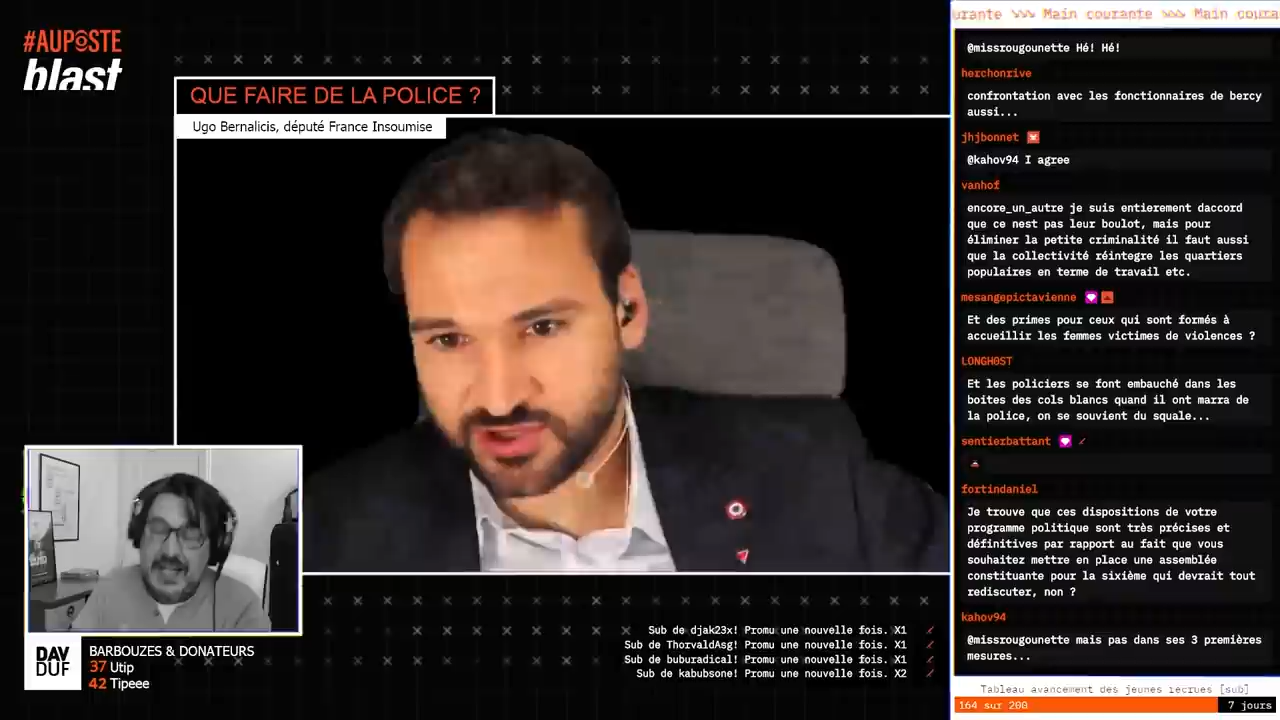 #AUPOSTE
blast
QUE FAIRE DE LA POLICE ?
Ugo Bernalicis, député France Insoumise
DAV
DUF
BARBOUZES & DONATEURS
37 Utip
42 Tipeee
Sub de djak23x! Promu une nouvelle fois. X1
Sub de ThorvaldAsg! Promu une nouvelle fois. X1
Sub de buburadical! Promu une nouvelle fois. X1
Sub de kabubsone! Promu une nouvelle fois. X2
urante >>> Main courante >>> Main coura
@missrougounette Hé! Hé!
herchonrive
confrontation avec les fonctionnaires de bercy
aussi...
jhjbonnet
@kahov94 I agree
vanhof
encore_un_autre je suis entierement daccord
que ce nest pas leur boulot, mais pour
éliminer la petite criminalité il faut aussi
que la collectivité réintegre les quartiers
populaires en terme de travail etc.
mesangepictavienne
Et des primes pour ceux qui sont formés à
accueillir les femmes victimes de violences ?
LONGH0ST
Et les policiers se font embauché dans les
boites des cols blancs quand il ont marra de
la police, on se souvient du squale...
sentierbattant
fortindaniel
Je trouve que ces dispositions de votre
programme politique sont très précises et
définitives par rapport au fait que vous
souhaitez mettre en place une assemblée
constituante pour la sixième qui devrait tout
rediscuter, non ?
kahov94
@missrougounette mais pas dans ses 3 premières
mesures...
Tableau avancement des jeunes recrues [sub]
164 sur 200
7 jours